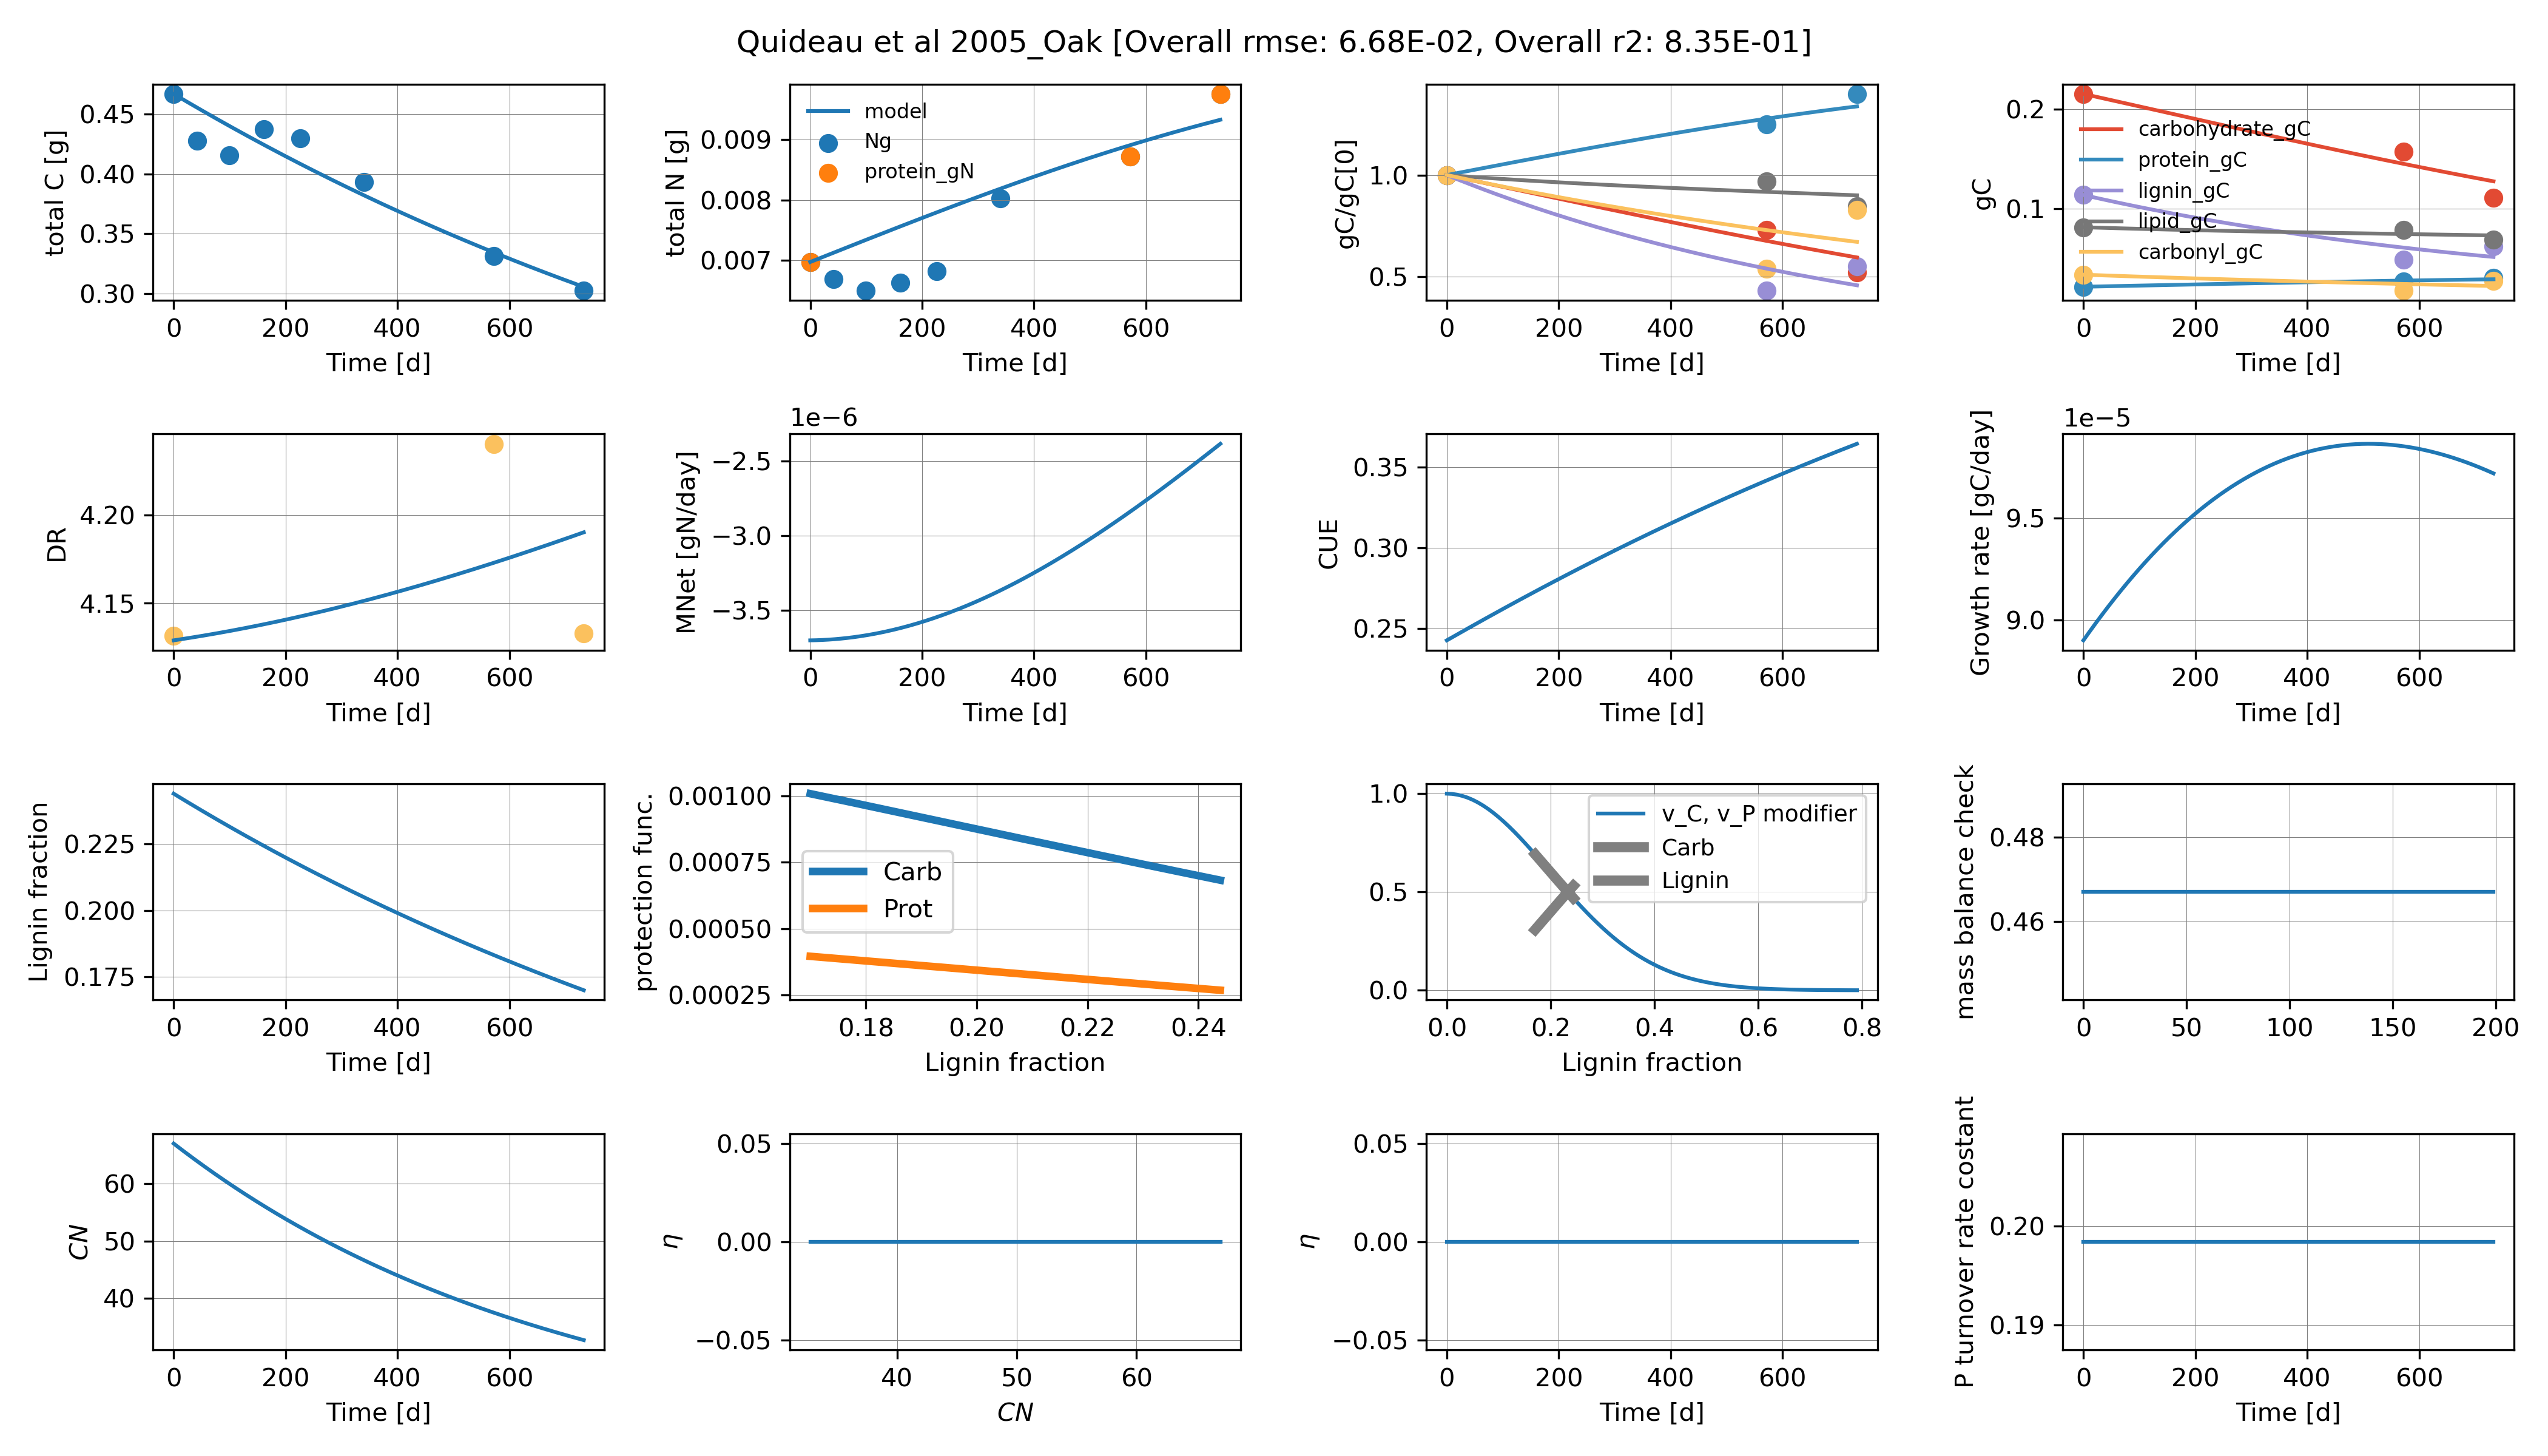 Quideau et al 2005_Oak [Overall rmse: 6.68E-02, Overall r2: 8.35E-01]
total C [g]
0.45
0.40
0.35
0.30
0 200 400 600
Time [d]
total N [g]
0.009
0.008
0.007
model
Ng
protein_gN
0 200 400 600
Time [d]
gC/gC[0]
1.0
0.5
0 200 400 600
Time [d]
gC
0.2
0.1
carbohydrate_gC
protein_gC
lignin_gC
lipid_gC
carbonyl_gC
0 200 400 600
Time [d]
DR
4.20
4.15
0 200 400 600
Time [d]
1e−6
MNet [gN/day]
−2.5
−3.0
−3.5
0 200 400 600
Time [d]
CUE
0.35
0.30
0.25
0 200 400 600
Time [d]
1e−5
Growth rate [gC/day]
9.5
9.0
0 200 400 600
Time [d]
Lignin fraction
0.225
0.200
0.175
0 200 400 600
Time [d]
protection func.
0.00100
0.00075
0.00050
0.00025
Carb
Prot
0.18 0.20 0.22 0.24
Lignin fraction
1.0
0.5
0.0
v_C, v_P modifier
Carb
Lignin
0.0 0.2 0.4 0.6 0.8
Lignin fraction
mass balance check
0.48
0.46
0 50 100 150 200
CN
60
50
40
0 200 400 600
Time [d]
η
0.05
0.00
−0.05
40 50 60
CN
η
0.05
0.00
−0.05
0 200 400 600
Time [d]
P turnover rate costant
0.20
0.19
0 200 400 600
Time [d]